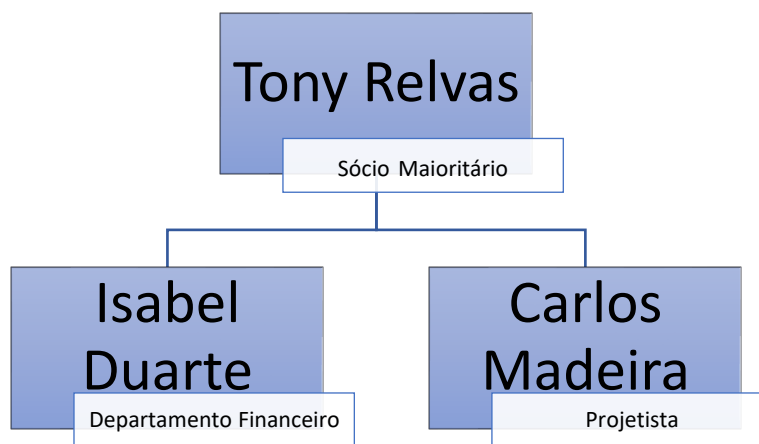 Tony Relvas
Sócio Maioritário
Isabel
Duarte
Departamento Financeiro
Carlos
Madeira
Projetista